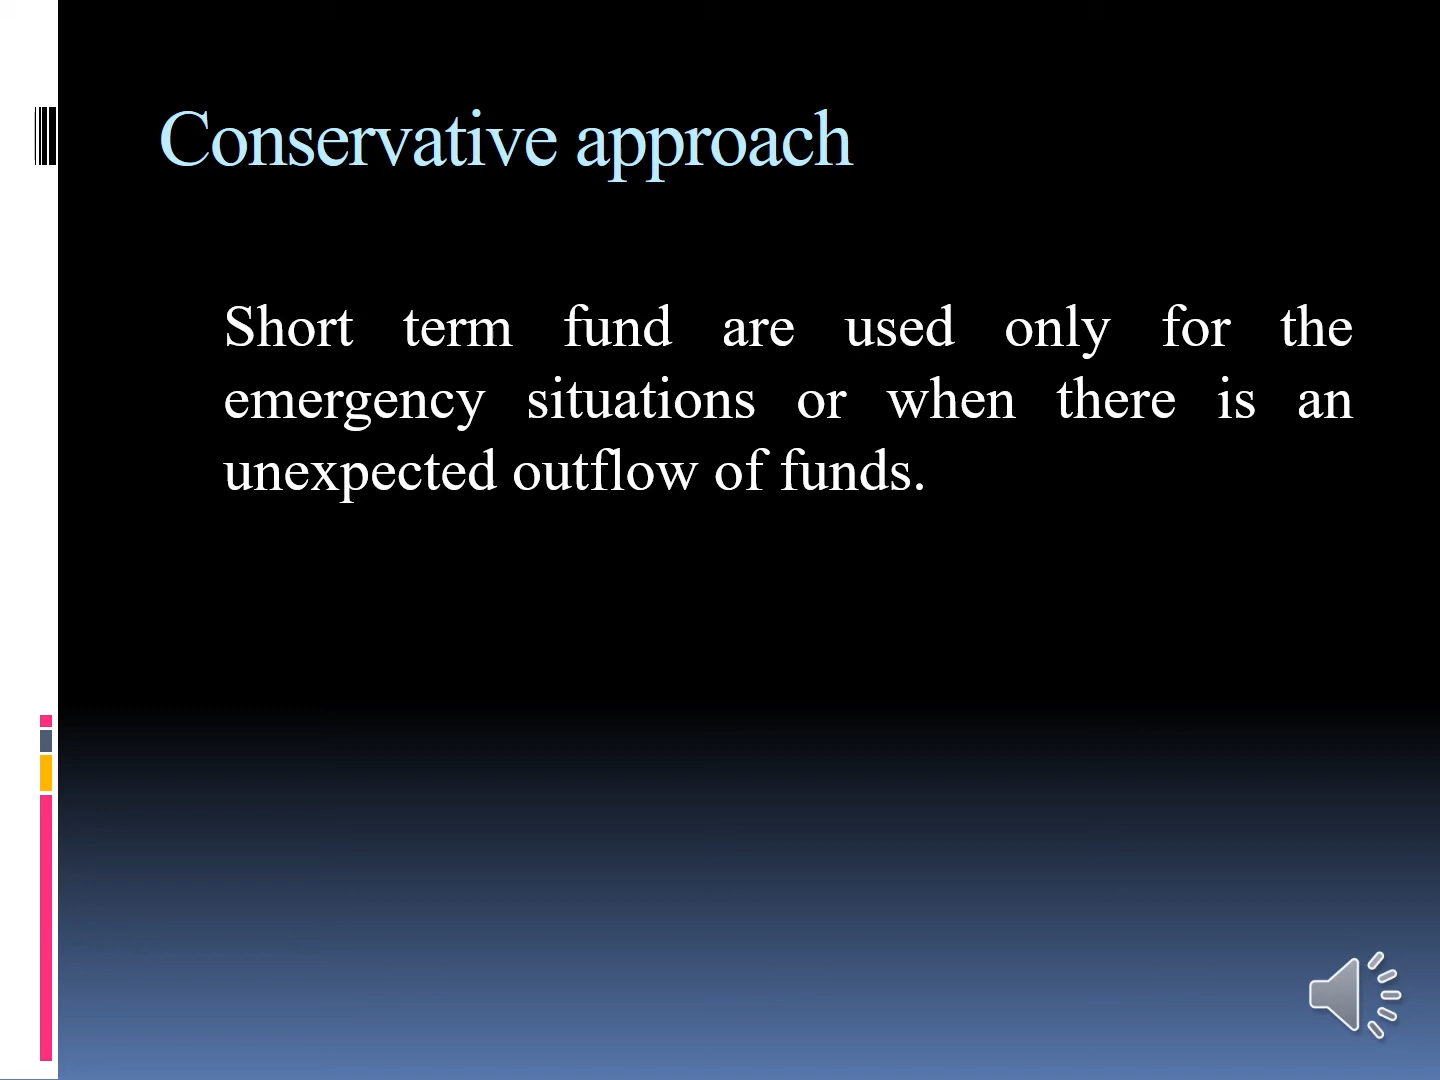 Conservative approach
Short term fund are used only for the
emergency situations or when there is an
unexpected outflow of funds.